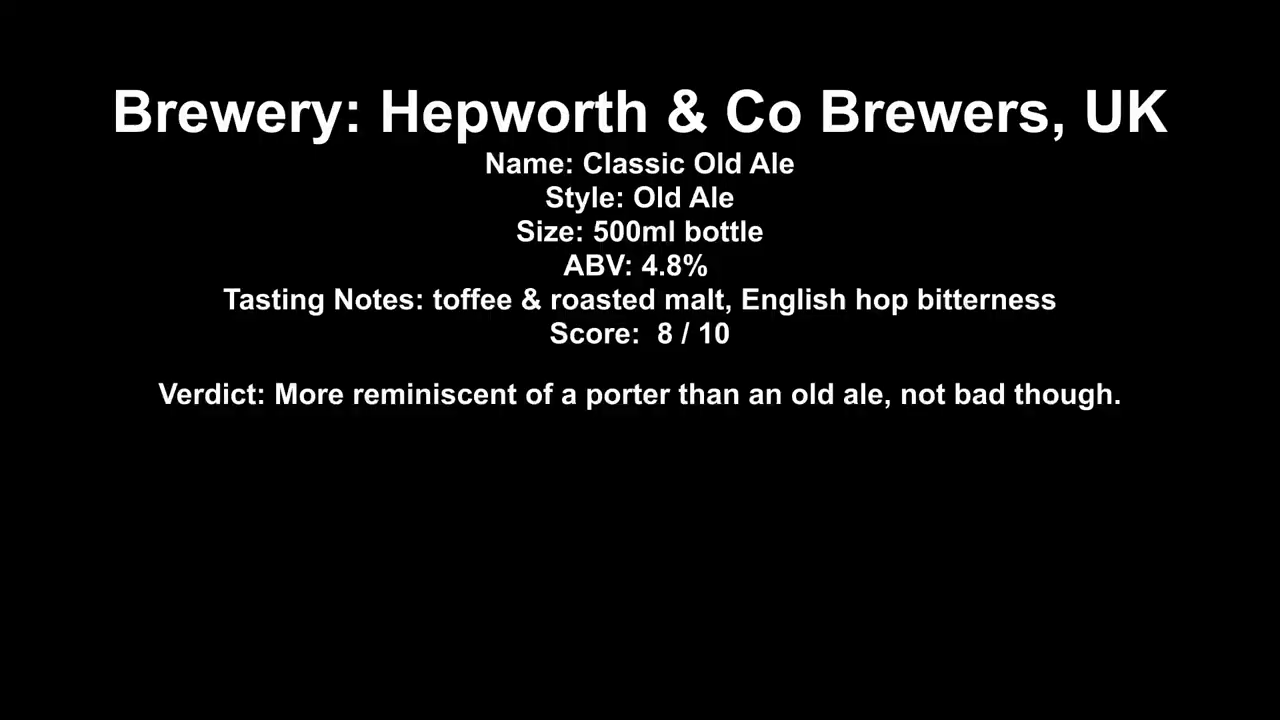 Brewery: Hepworth & Co Brewers, UK
Name: Classic Old Ale
Style: Old Ale
Size: 500ml bottle
ABV: 4.8%
Tasting Notes: toffee & roasted malt, English hop bitterness
Score:  8 / 10
Verdict: More reminiscent of a porter than an old ale, not bad though.